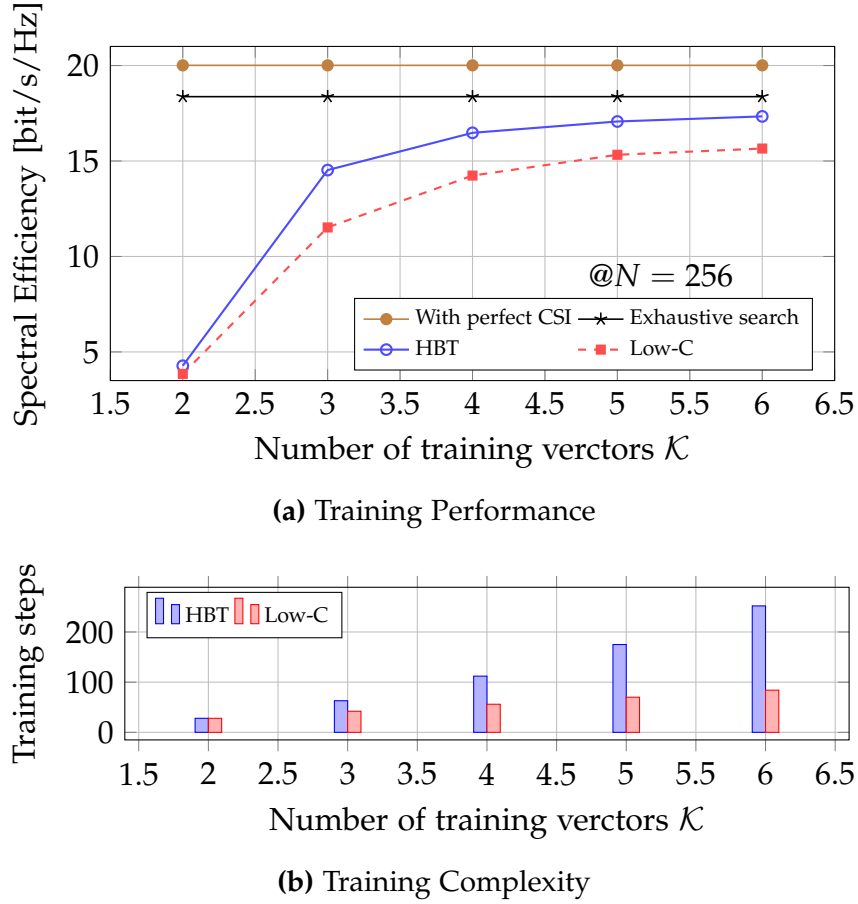 Spectral Efficiency [bit/s/Hz]
20
15
10
5
@N = 256
With perfect CSI
Exhaustive search
HBT
Low-C
1.5 2 2.5 3 3.5 4 4.5 5 5.5 6 6.5
Number of training verctors 𝒦
(a) Training Performance
Training steps
200
100
0
HBT
Low-C
1.5 2 2.5 3 3.5 4 4.5 5 5.5 6 6.5
Number of training verctors 𝒦
(b) Training Complexity